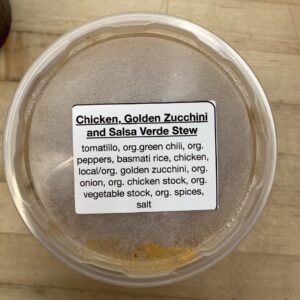 Chicken, Golden Zucchini
and Salsa Verde Stew
tomatillo, org.green chili, org.
peppers, basmati rice, chicken,
local/org. golden zucchini, org.
onion, org. chicken stock, org.
vegetable stock, org. spices,
salt